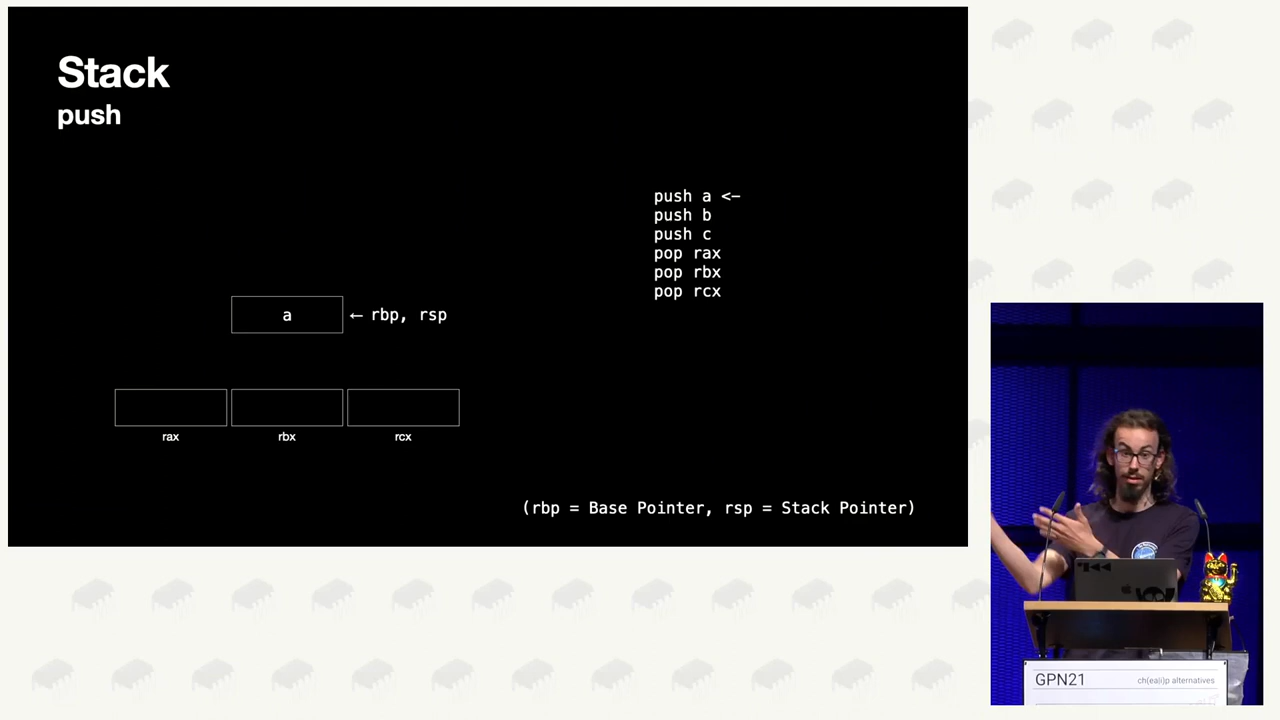 Stack
push
push a <-
push b
push c
pop rax
pop rbx
pop rcx
a
← rbp, rsp
rax
rbx
rcx
(rbp = Base Pointer, rsp = Stack Pointer)
GPN21
ch(ea(i)p alternatives